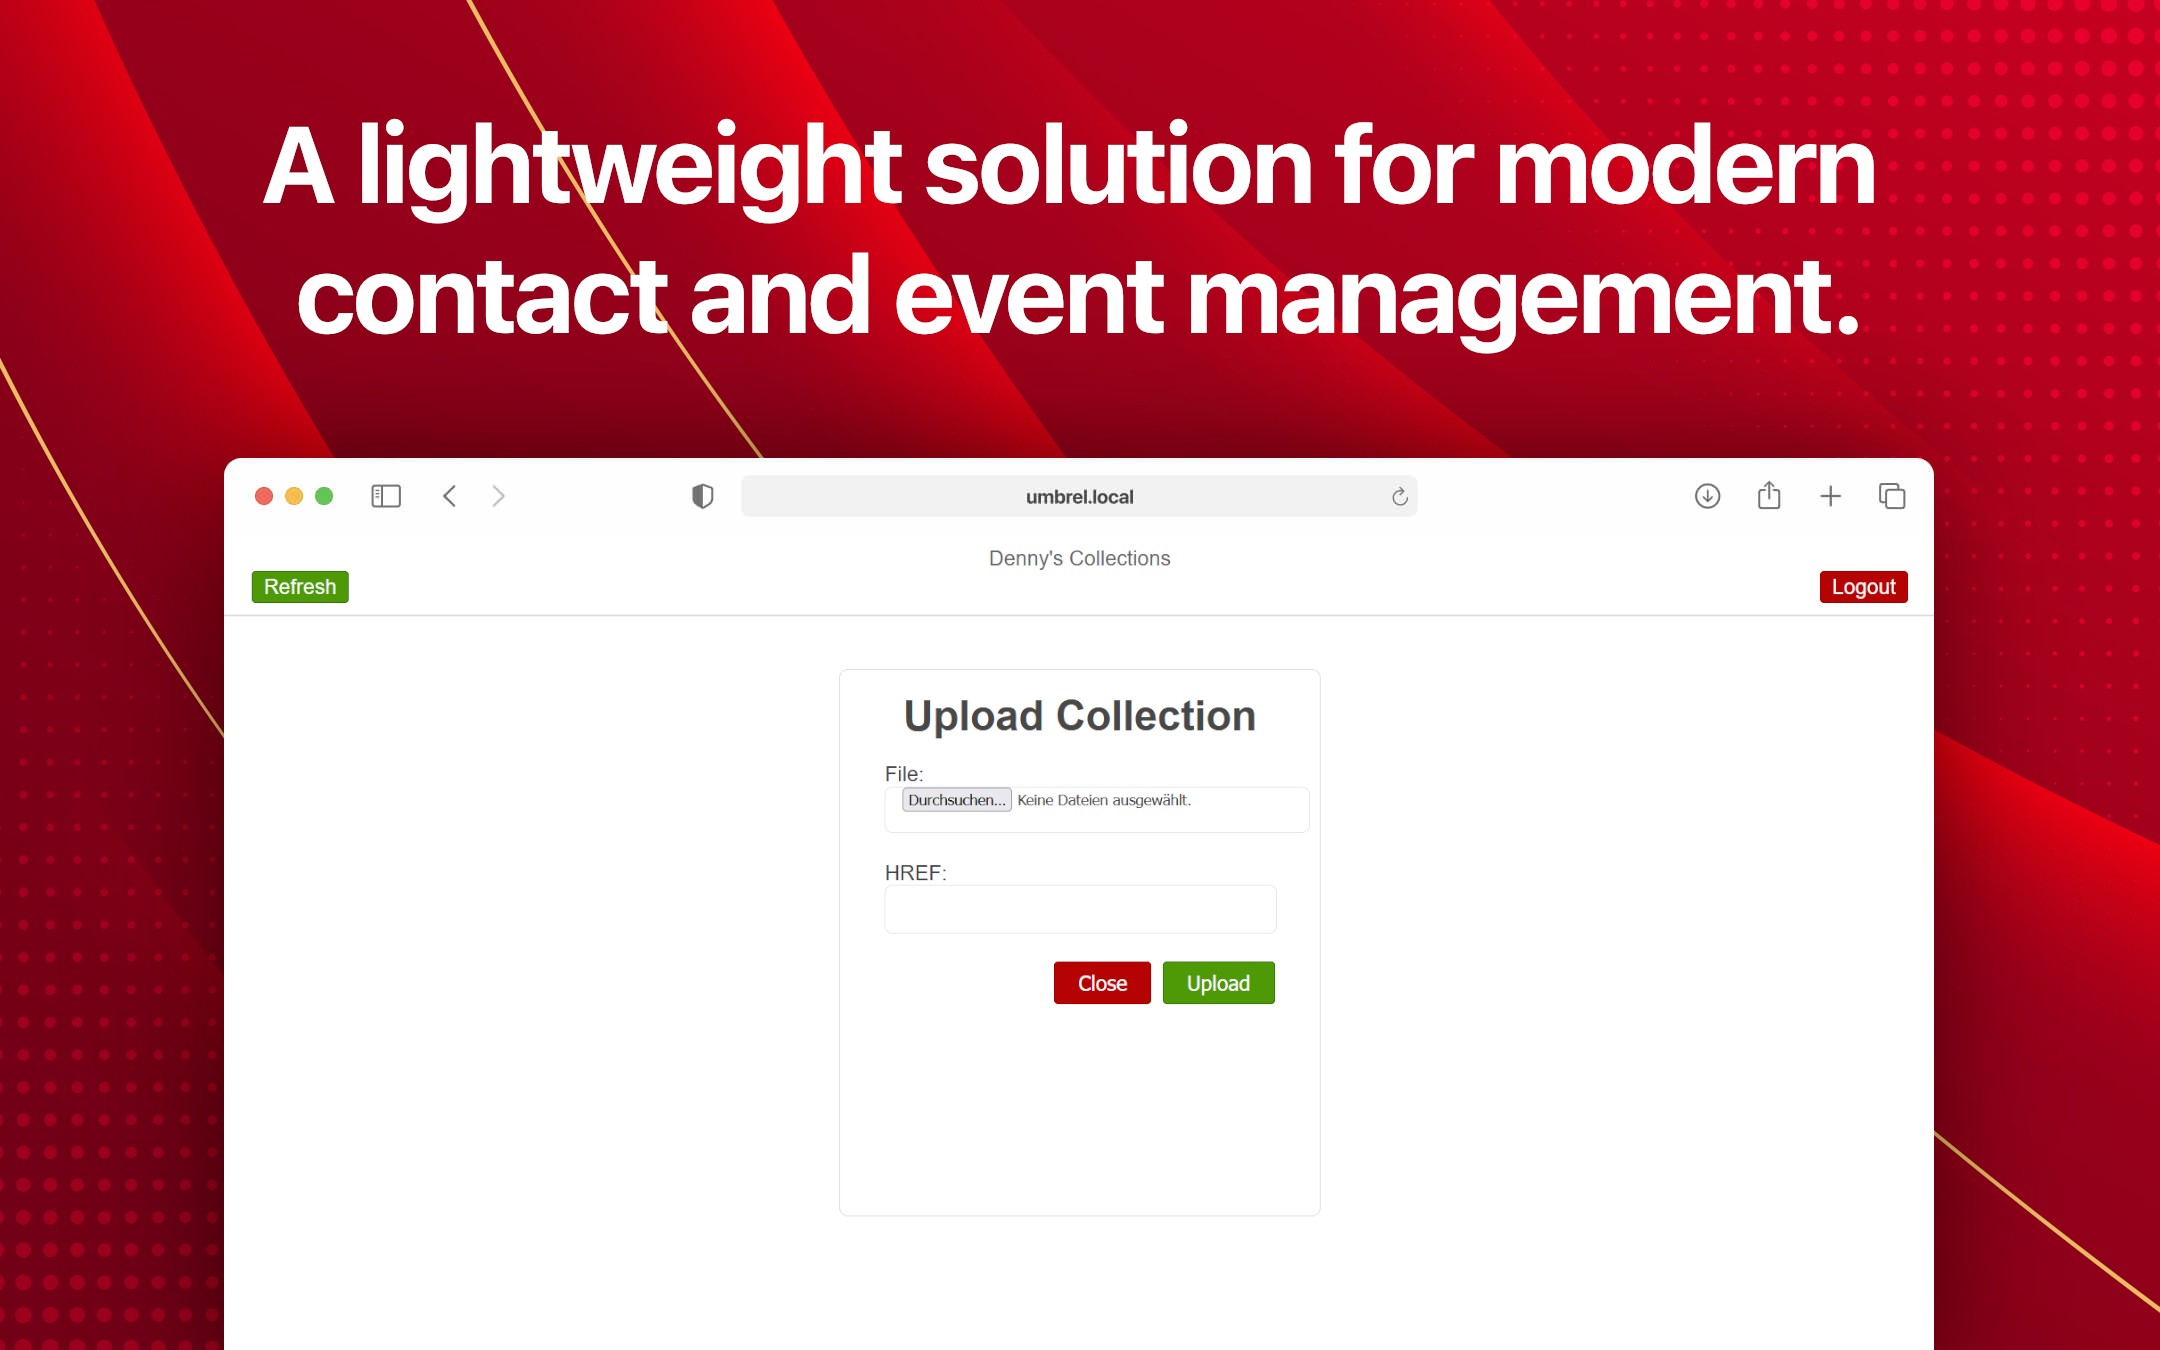 A lightweight solution for modern
contact and event management.
umbrel.local
Denny's Collections
Refresh
Logout
Upload Collection
File:
Durchsuchen... Keine Dateien ausgewählt.
HREF:
Close Upload